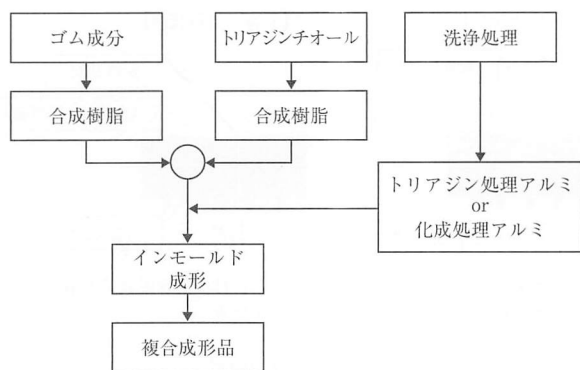 ゴム成分
トリアジンチオール
洗浄処理
合成樹脂
合成樹脂
トリアジン処理アルミ
or
化成処理アルミ
インモールド
成形
複合成形品